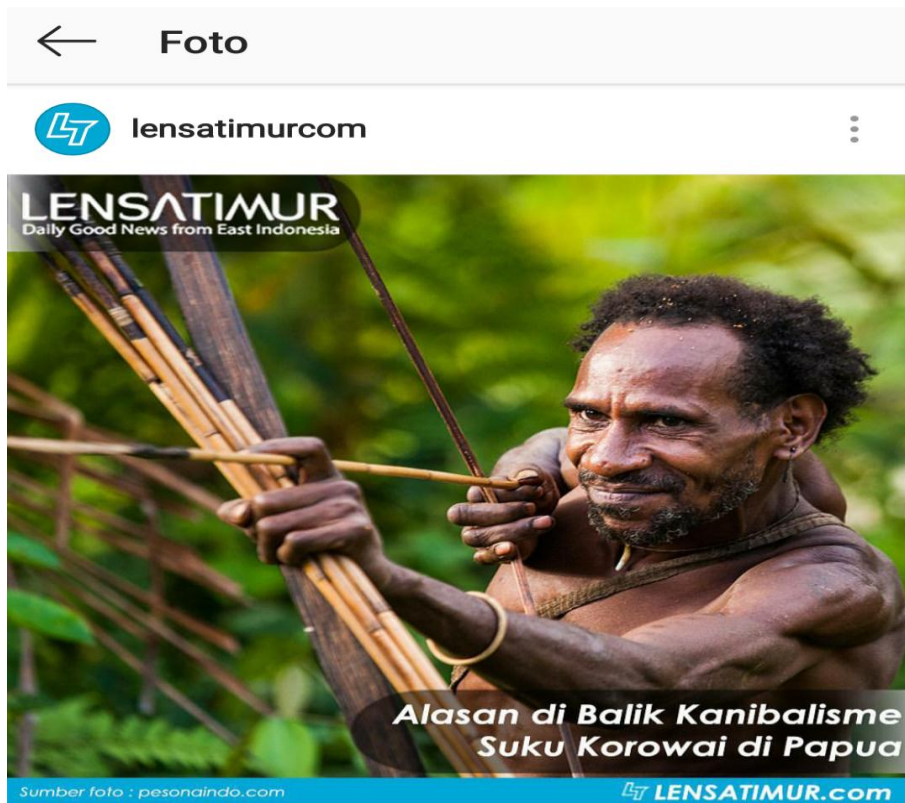 Foto
lensatimurcom
LENSATIMUR
Daily Good News from East Indonesia
Alasan di Balik Kanibalisme
Suku Korowai di Papua
Sumber foto : pesonaindo.com
LT LENSATIMUR.com